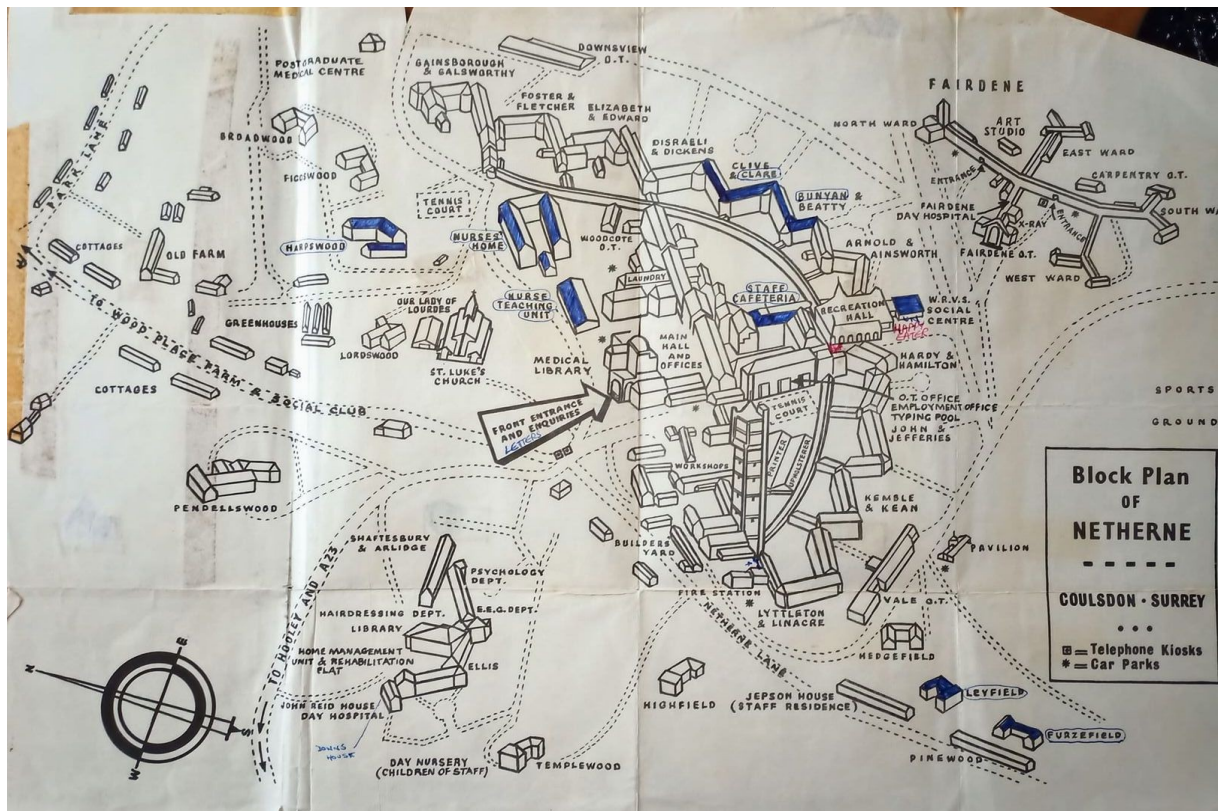 DOWNSVIEW
O.T.
POSTGRADUATE
MEDICAL CENTRE
GAINSBOROUGH
& GALSWORTHY
FOSTER &
FLETCHER
ELIZABETH
& EDWARD
FAIRDENE
NORTH WARD
ART
STUDIO
EAST WARD
BROADWOOD
FIGGSWOOD
DISRAELI
& DICKENS
CLIVE
& CLARE
BUNYAN &
BEATTY
ENTRANCE
CARPENTRY O.T.
PARK LANE
TENNIS
COURT
FAIRDENE
DAY HOSPITAL
X-RAY
ENTRANCE
SOUTH WA
COTTAGES
OLD FARM
HARPSWOOD
NURSES'
HOME
WOODCOTE
O.T.
ARNOLD &
AINSWORTH
FAIRDENE O.T.
WEST WARD
LAUNDRY
NURSE
TEACHING
UNIT
STAFF
CAFETERIA
RECREATION
HALL
W.R.V.S.
SOCIAL
CENTRE
HAPPY
EATER
TO WOOD PLACE FARM & SOCIAL CLUB
GREENHOUSES
OUR LADY OF
LOURDES
LORDSWOOD
ST. LUKE'S
CHURCH
MEDICAL
LIBRARY
MAIN
HALL
AND
OFFICES
HARDY &
HAMILTON
COTTAGES
FRONT ENTRANCE
AND ENQUIRIES
LETTERS
TENNIS
COURT
O.T. OFFICE
EMPLOYMENT OFFICE
TYPING POOL
JOHN &
JEFFERIES
SPORTS
GROUND
WORKSHOPS
PAINTER
UPHOLSTERER
PENDELLSWOOD
KEMBLE
& KEAN
Block Plan
OF
NETHERNE
COULSDON · SURREY
Telephone Kiosks
Car Parks
SHAFTESBURY
& ARLIDGE
BUILDERS
YARD
PAVILION
PSYCHOLOGY
DEPT.
TO HOOLEY AND A23
FIRE STATION
VALE O.T.
HAIRDRESSING DEPT.
E.E.G. DEPT.
LYTTLETON
& LINACRE
LIBRARY
NETHERNE LANE
HOME MANAGEMENT
UNIT & REHABILITATION
FLAT
ELLIS
HEDGEFIELD
JOHN REID HOUSE
DAY HOSPITAL
HIGHFIELD
JEPSON HOUSE
(STAFF RESIDENCE)
LEYFIELD
DOWNS
HOUSE
FURZEFIELD
DAY NURSERY
(CHILDREN OF STAFF)
TEMPLEWOOD
PINEWOOD
N
E
S
W